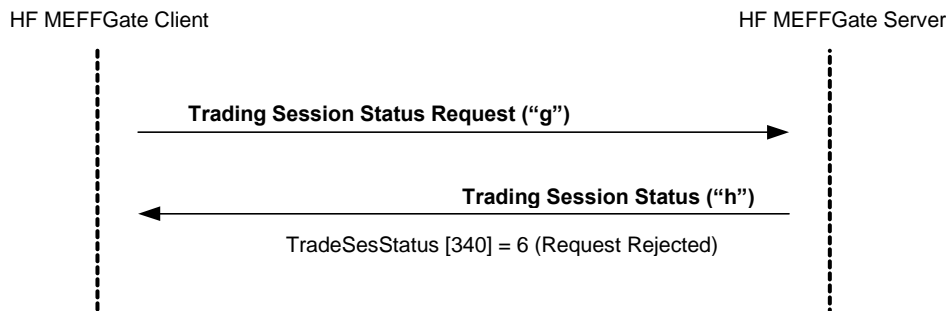 HF MEFFGate Client
HF MEFFGate Server
Trading Session Status Request (“g”)
Trading Session Status (“h”)
TradeSesStatus [340] = 6 (Request Rejected)